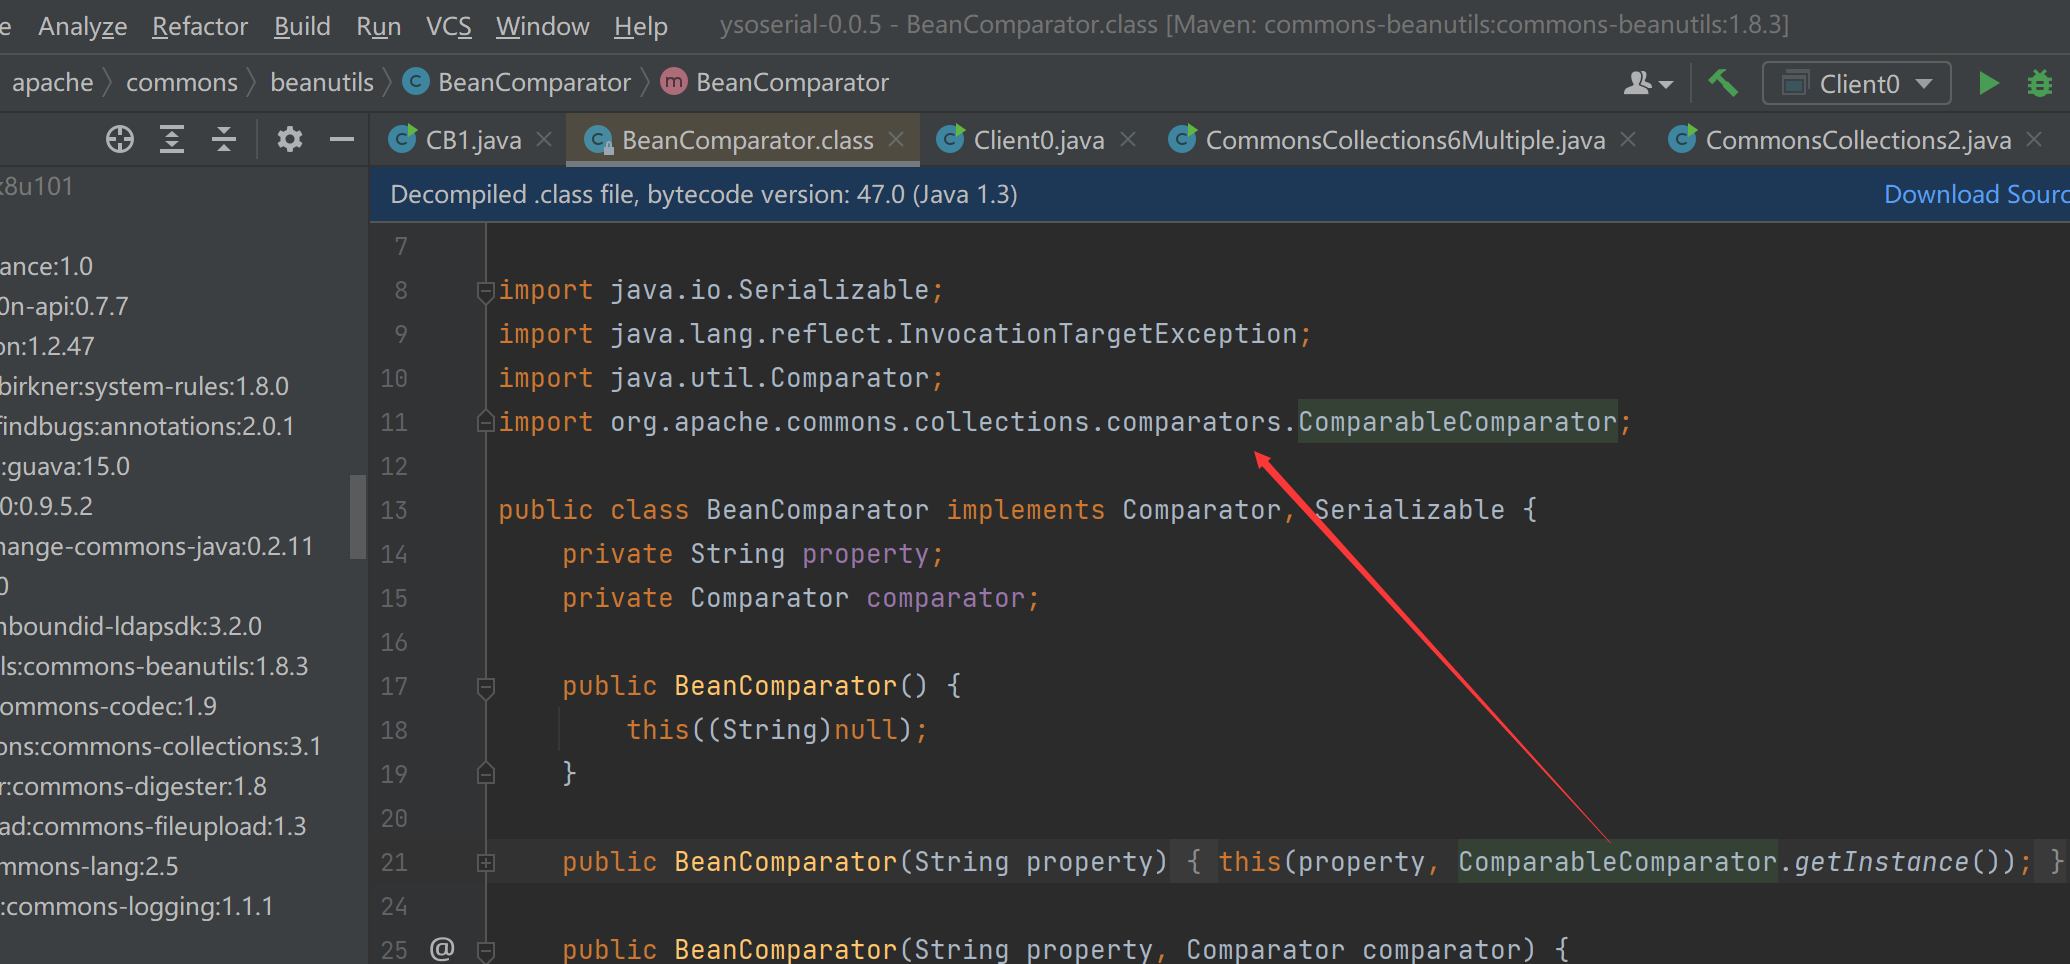 e Analyze Refactor Build Run VCS Window Help ysoserial-0.0.5 - BeanComparator.class [Maven: commons-beanutils:commons-beanutils:1.8.3]
apache commons beanutils C BeanComparator m BeanComparator Client0
C CB1.java C BeanComparator.class C Client0.java C CommonsCollections6Multiple.java C CommonsCollections2.java
k8u101
ance:1.0
0n-api:0.7.7
on:1.2.47
birkner:system-rules:1.8.0
findbugs:annotations:2.0.1
:guava:15.0
0:0.9.5.2
hange-commons-java:0.2.11
0
nboundid-ldapsdk:3.2.0
ls:commons-beanutils:1.8.3
ommons-codec:1.9
ons:commons-collections:3.1
r:commons-digester:1.8
ad:commons-fileupload:1.3
mmons-lang:2.5
:commons-logging:1.1.1
Decompiled .class file, bytecode version: 47.0 (Java 1.3) Download Sourc
7
8 import java.io.Serializable;
9 import java.lang.reflect.InvocationTargetException;
10 import java.util.Comparator;
11 import org.apache.commons.collections.comparators.ComparableComparator;
12
13 public class BeanComparator implements Comparator, Serializable {
14 private String property;
15 private Comparator comparator;
16
17 public BeanComparator() {
18 this((String)null);
19 }
20
21 public BeanComparator(String property) { this(property, ComparableComparator.getInstance()); }
24
25 @ public BeanComparator(String property, Comparator comparator) {